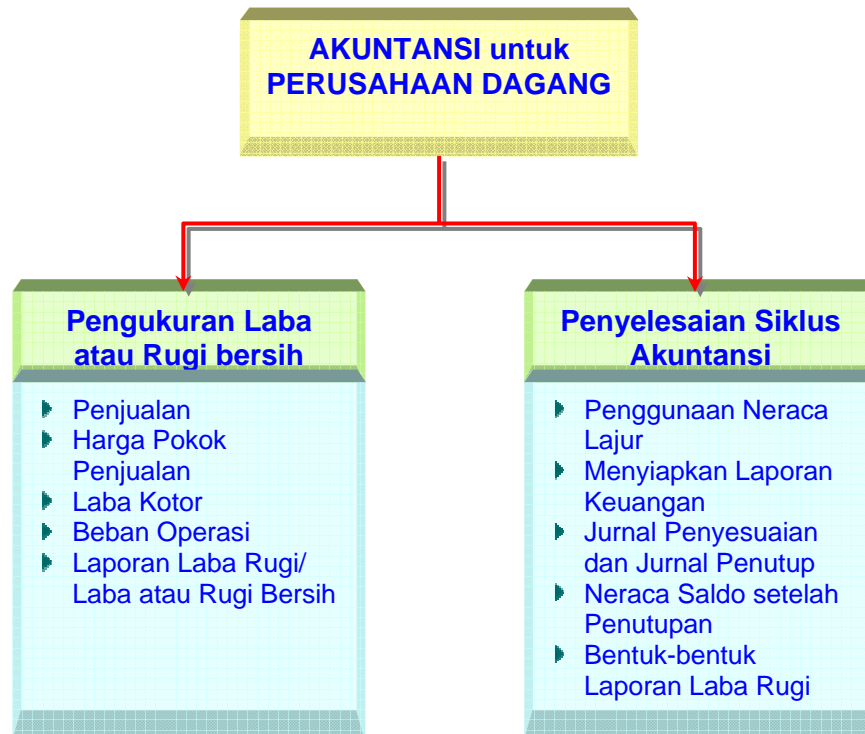 AKUNTANSI untuk
PERUSAHAAN DAGANG
Pengukuran Laba
atau Rugi bersih
Penjualan
Harga Pokok
Penjualan
Laba Kotor
Beban Operasi
Laporan Laba Rugi/
Laba atau Rugi Bersih
Penyelesaian Siklus
Akuntansi
Penggunaan Neraca
Lajur
Menyiapkan Laporan
Keuangan
Jurnal Penyesuaian
dan Jurnal Penutup
Neraca Saldo setelah
Penutupan
Bentuk-bentuk
Laporan Laba Rugi